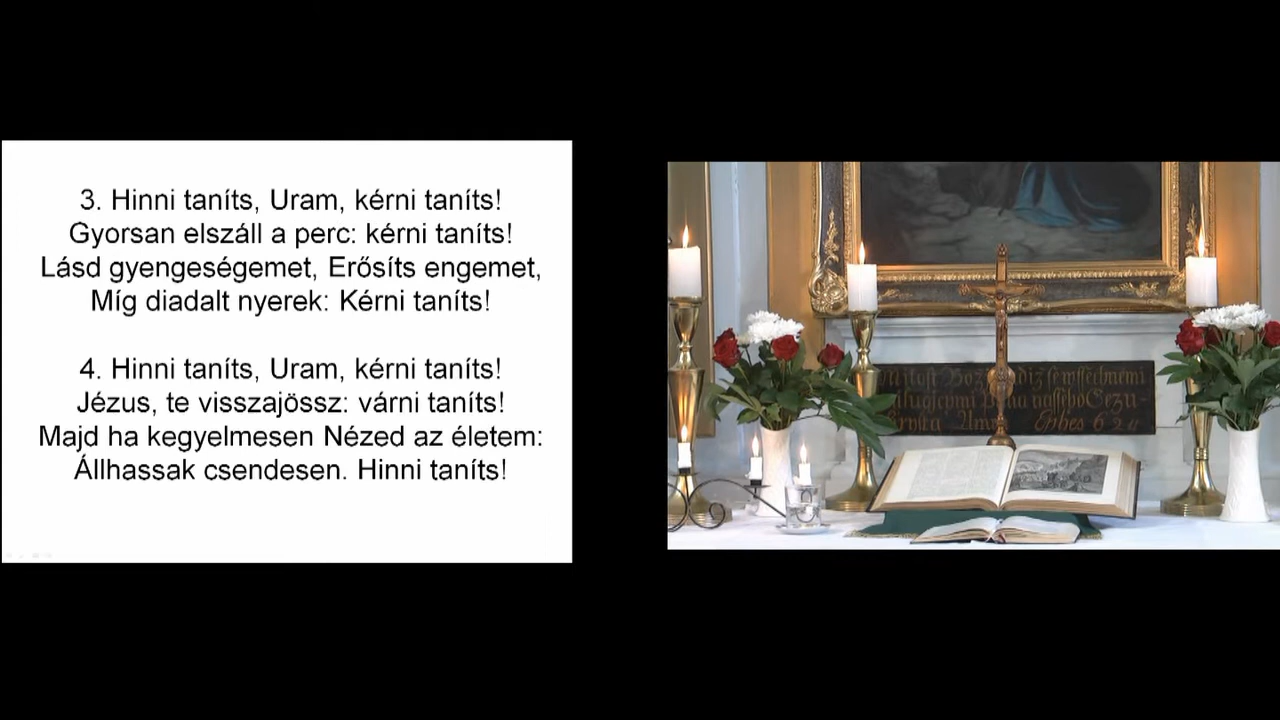 3. Hinni taníts, Uram, kérni taníts!
Gyorsan elszáll a perc: kérni taníts!
Lásd gyengeségemet, Erősíts engemet,
Míg diadalt nyerek: Kérni taníts!
4. Hinni taníts, Uram, kérni taníts!
Jézus, te visszajössz: várni taníts!
Majd ha kegyelmesen Nézed az életem:
Állhassak csendesen. Hinni taníts!